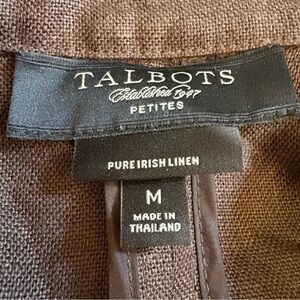 TALBOTS
Established 1947
PETITES
PURE IRISH LINEN
M
MADE IN
THAILAND